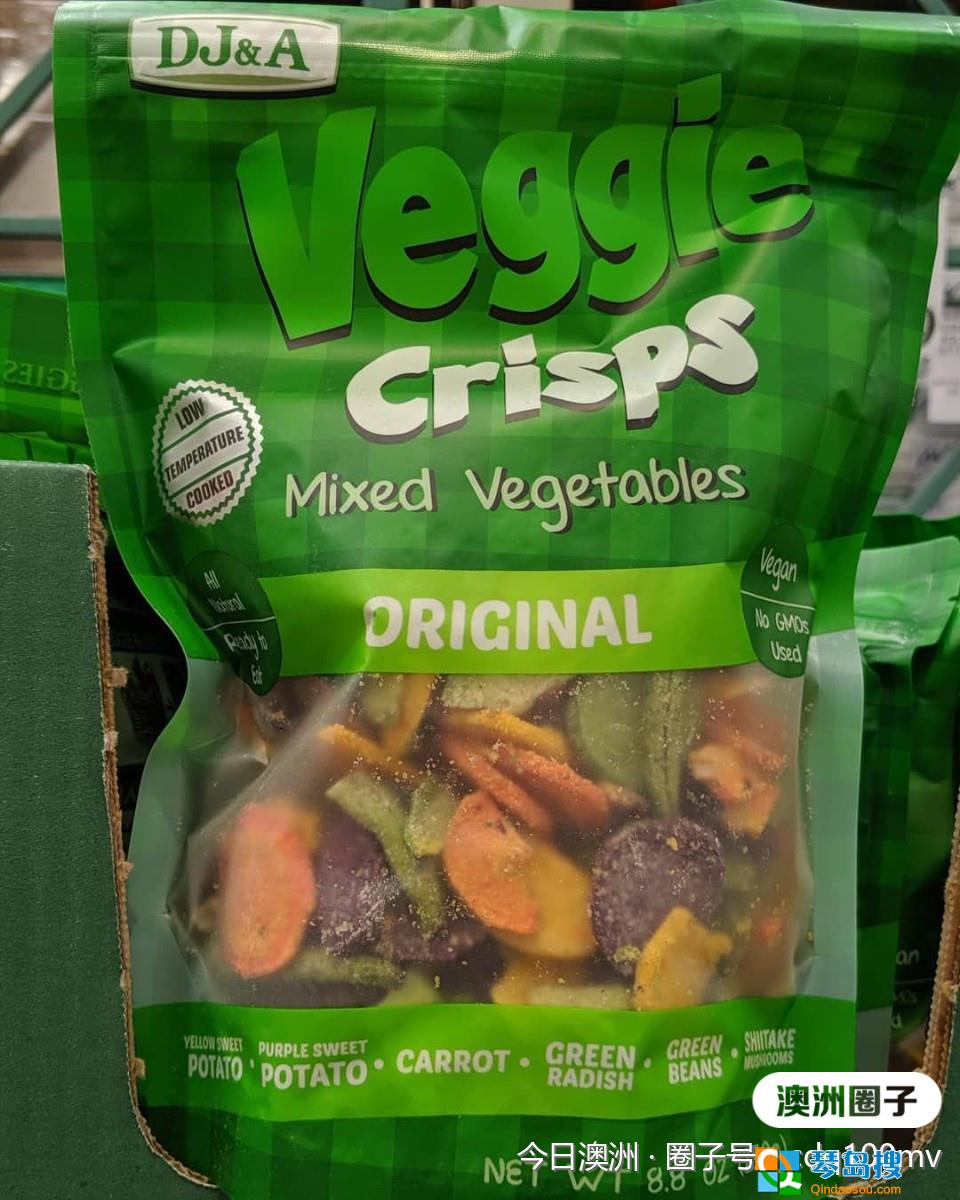 DJ&A
Veggie
Crisps
LOW
TEMPERATURE
COOKED
Mixed Vegetables
All
Natural
Ready to
Eat
ORIGINAL
Vegan
No GMOs
Used
YELLOW SWEET
POTATO
PURPLE SWEET
POTATO
• CARROT •
GREEN
RADISH
GREEN
BEANS
SHIITAKE
MUSHROOMS
澳洲圈子
今日澳洲 · 圈子号
NET WT 8.8 OZ
琴岛搜
Qindaosou.com